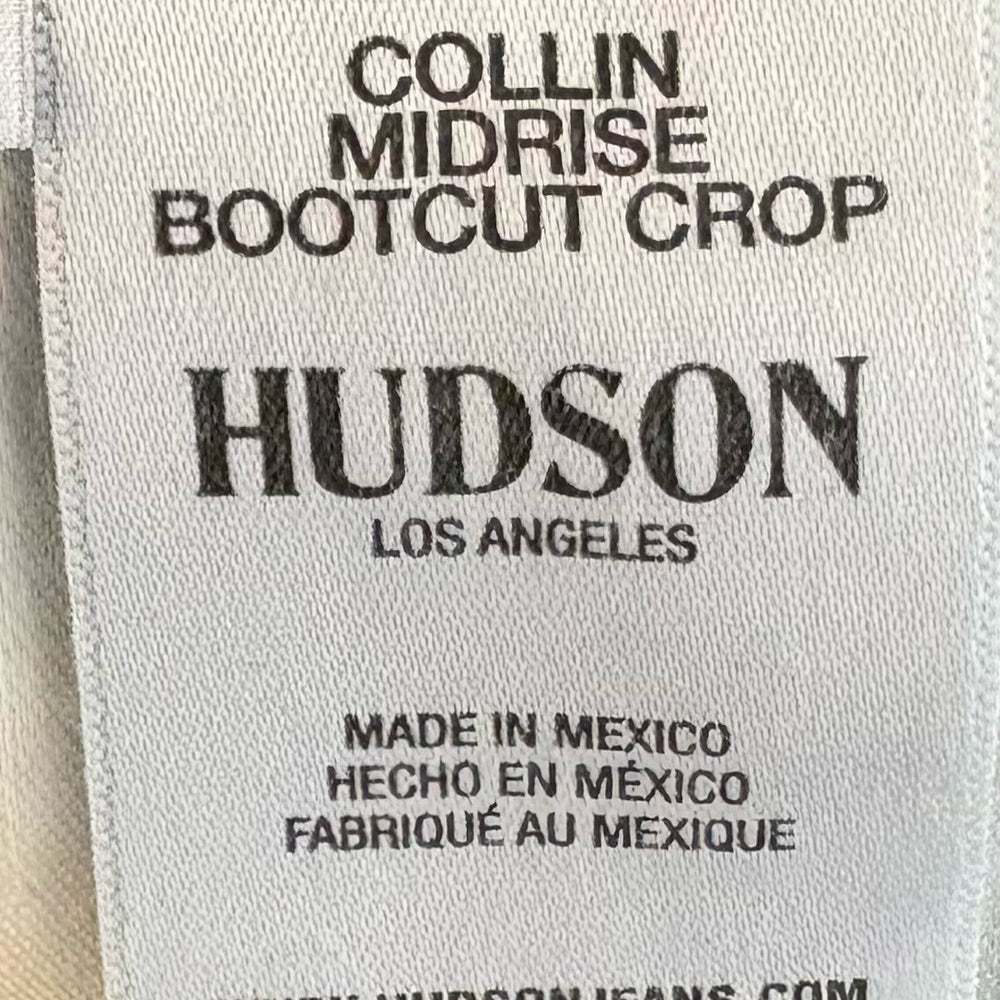 COLLIN
MIDRISE
BOOTCUT CROP
HUDSON
LOS ANGELES
MADE IN MEXICO
HECHO EN MÉXICO
FABRIQUÉ AU MEXIQUE